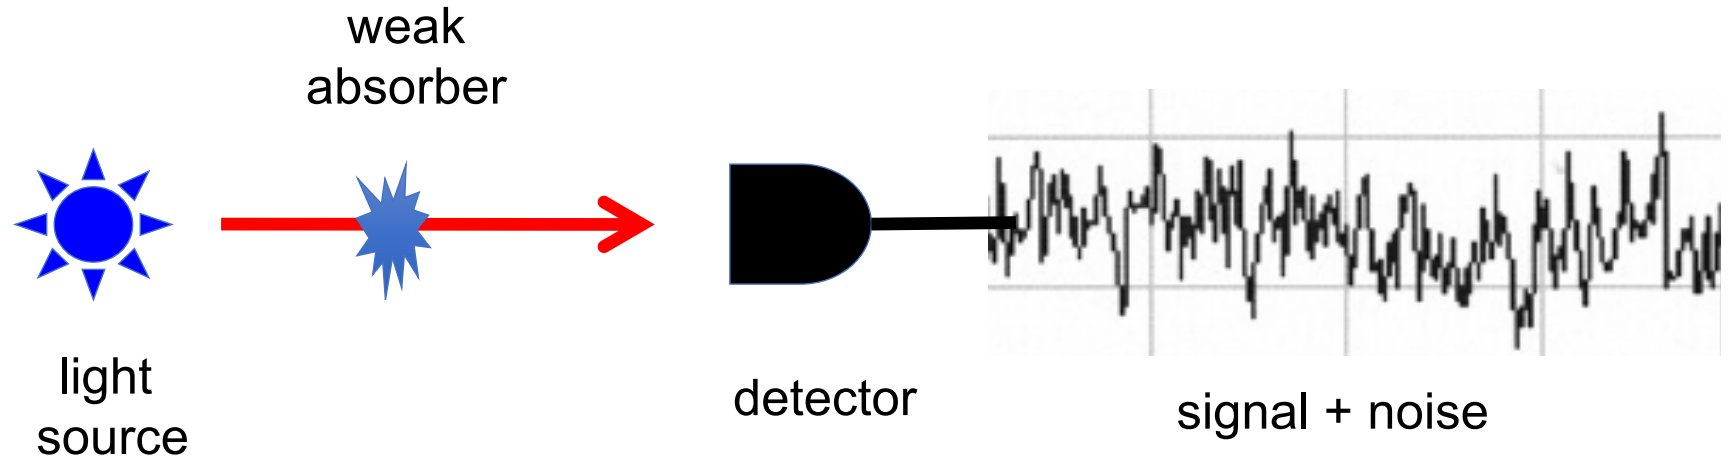 weak
absorber
light
source
detector
signal + noise